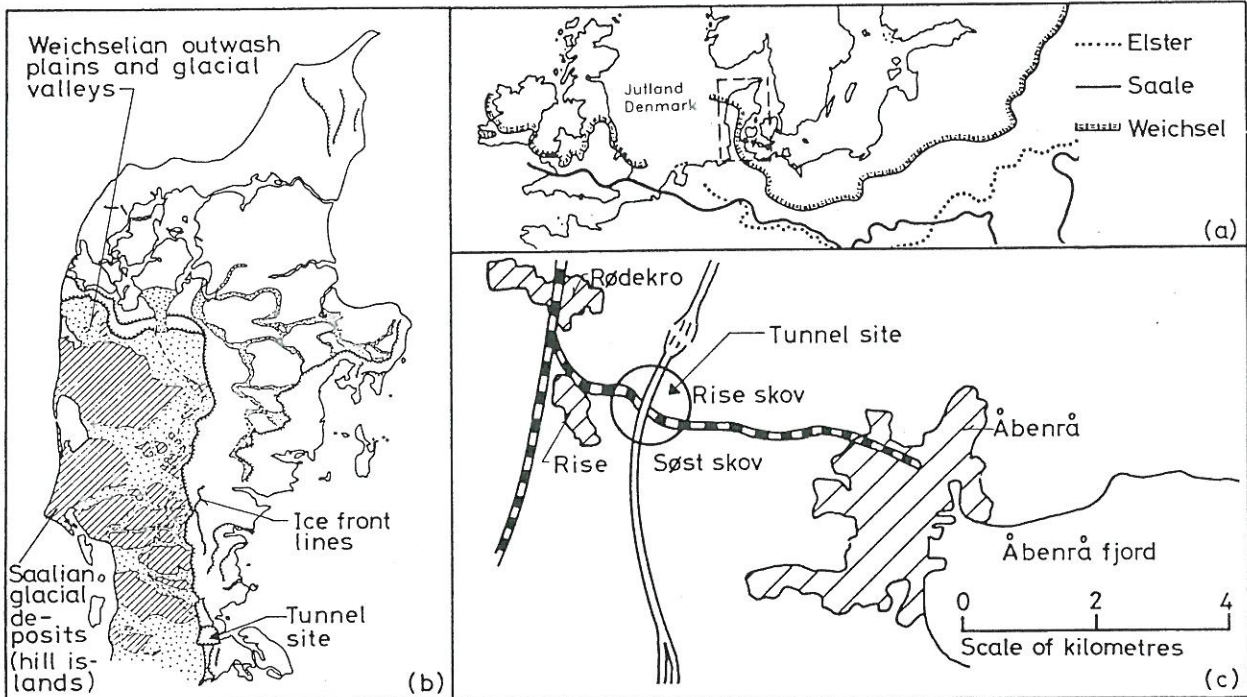 Weichselian outwash
plains and glacial
valleys
Ice front
lines
Saalian
glacial
de-
posits
(hill is-
lands)
Tunnel
site
(b)
Jutland
Denmark
Elster
Saale
Weichsel
(a)
Rødekro
Tunnel site
Rise skov
Rise
Søst skov
Åbenrå
Åbenrå fjord
0 2 4
Scale of kilometres
(c)